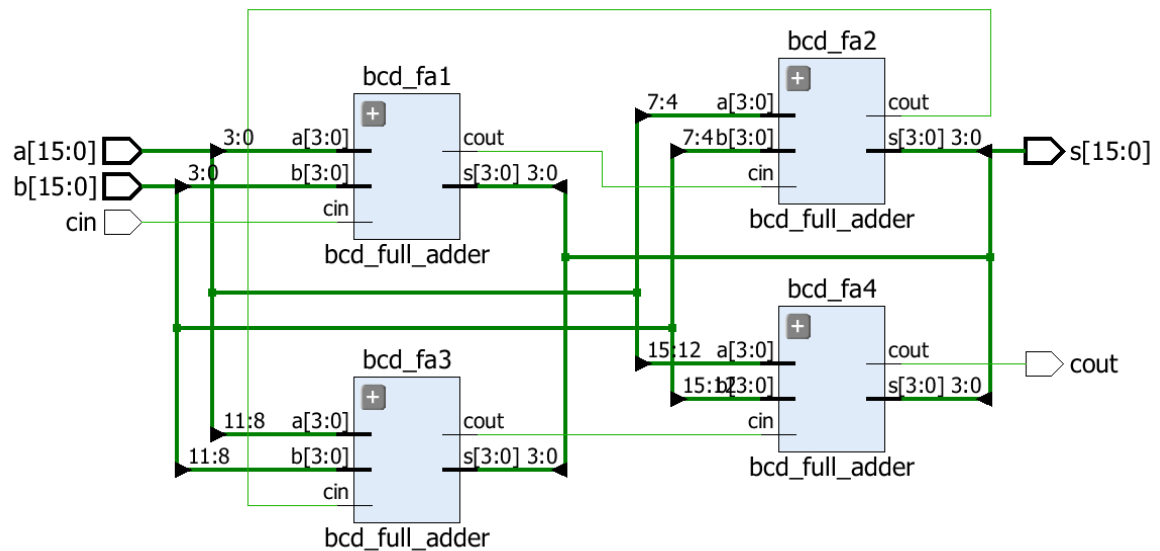 bcd_fa1
3:0 a[3:0]
a[15:0]
cout
3:0 b[3:0]
b[15:0]
s[3:0] 3:0
cin
cin
bcd_full_adder
bcd_fa2
7:4 a[3:0]
cout
7:4 b[3:0]
s[3:0] 3:0
s[15:0]
cin
bcd_full_adder
bcd_fa3
11:8 a[3:0]
cout
11:8 b[3:0]
s[3:0] 3:0
cin
bcd_full_adder
bcd_fa4
15:12 a[3:0]
cout
cout
15:12 b[3:0]
s[3:0] 3:0
cin
bcd_full_adder